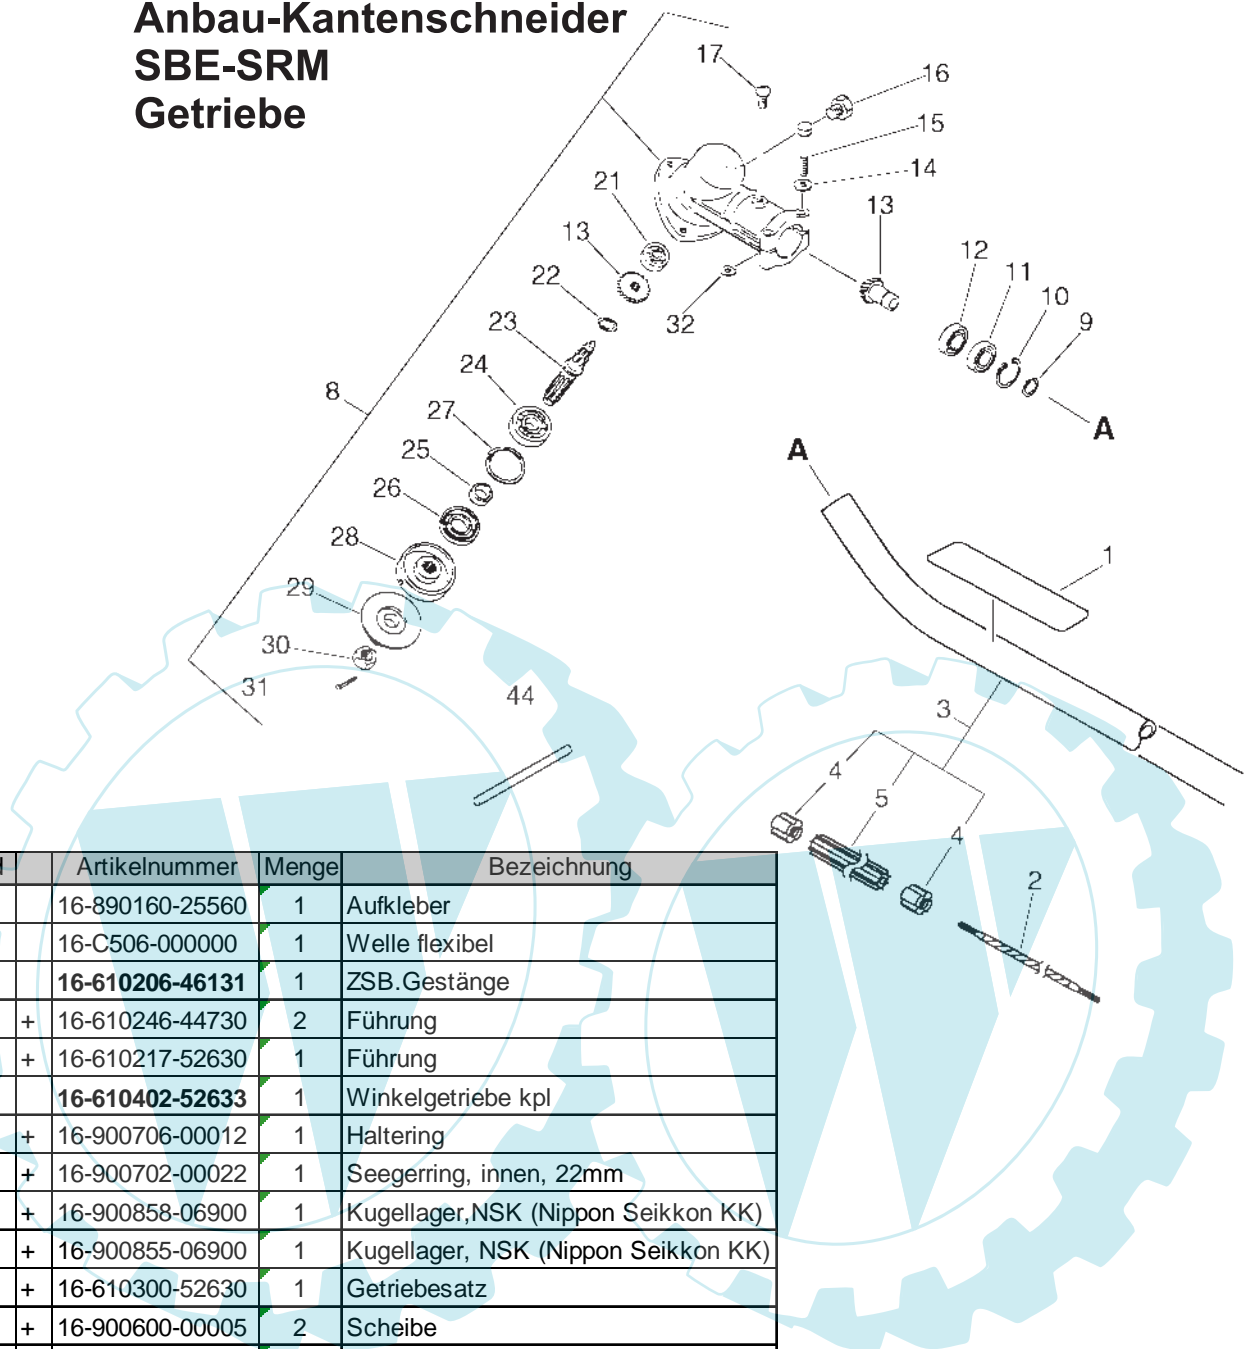 Anbau-Kantenschneider
SBE-SRM
Getriebe
17
16
15
14
21
13
13
12
11
10
9
22
32
23
24
8
27
A
A
25
26
28
1
29
30
31
44
3
4
5
4
2
Artikelnummer Menge Bezeichnung
16-890160-25560 1 Aufkleber
16-C506-000000 1 Welle flexibel
16-610206-46131 1 ZSB.Gestänge
+ 16-610246-44730 2 Führung
+ 16-610217-52630 1 Führung
16-610402-52633 1 Winkelgetriebe kpl
+ 16-900706-00012 1 Haltering
+ 16-900702-00022 1 Seegerring, innen, 22mm
+ 16-900858-06900 1 Kugellager,NSK (Nippon Seikkon KK)
+ 16-900855-06900 1 Kugellager, NSK (Nippon Seikkon KK)
+ 16-610300-52630 1 Getriebesatz
+ 16-900600-00005 2 Scheibe